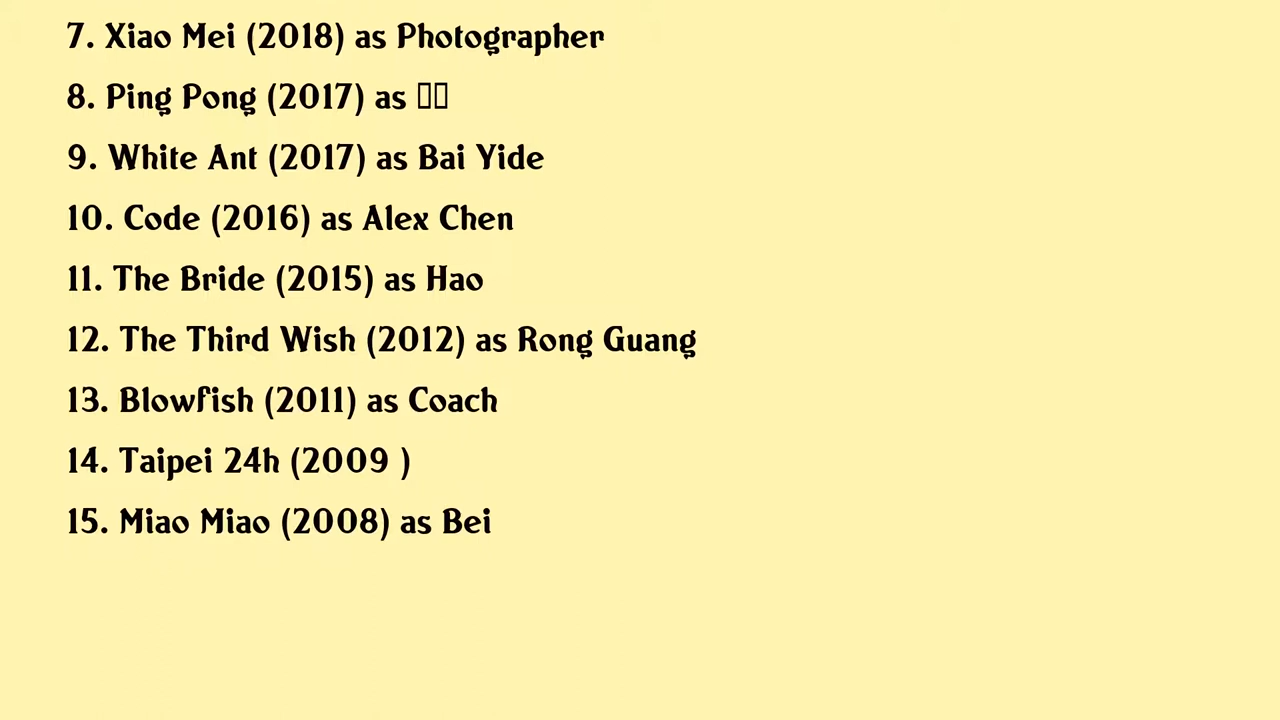 7. Xiao Mei (2018) as Photographer
8. Ping Pong (2017) as
9. White Ant (2017) as Bai Yide
10. Code (2016) as Alex Chen
11. The Bride (2015) as Hao
12. The Third Wish (2012) as Rong Guang
13. Blowfish (2011) as Coach
14. Taipei 24h (2009 )
15. Miao Miao (2008) as Bei